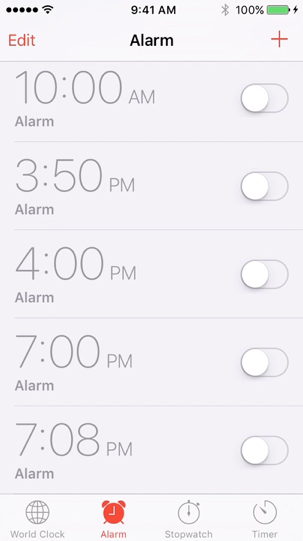 9:41 AM 100%
Edit Alarm +
10:00 AM
Alarm
3:50 PM
Alarm
4:00 PM
Alarm
7:00 PM
Alarm
7:08 PM
Alarm
World Clock Alarm Stopwatch Timer